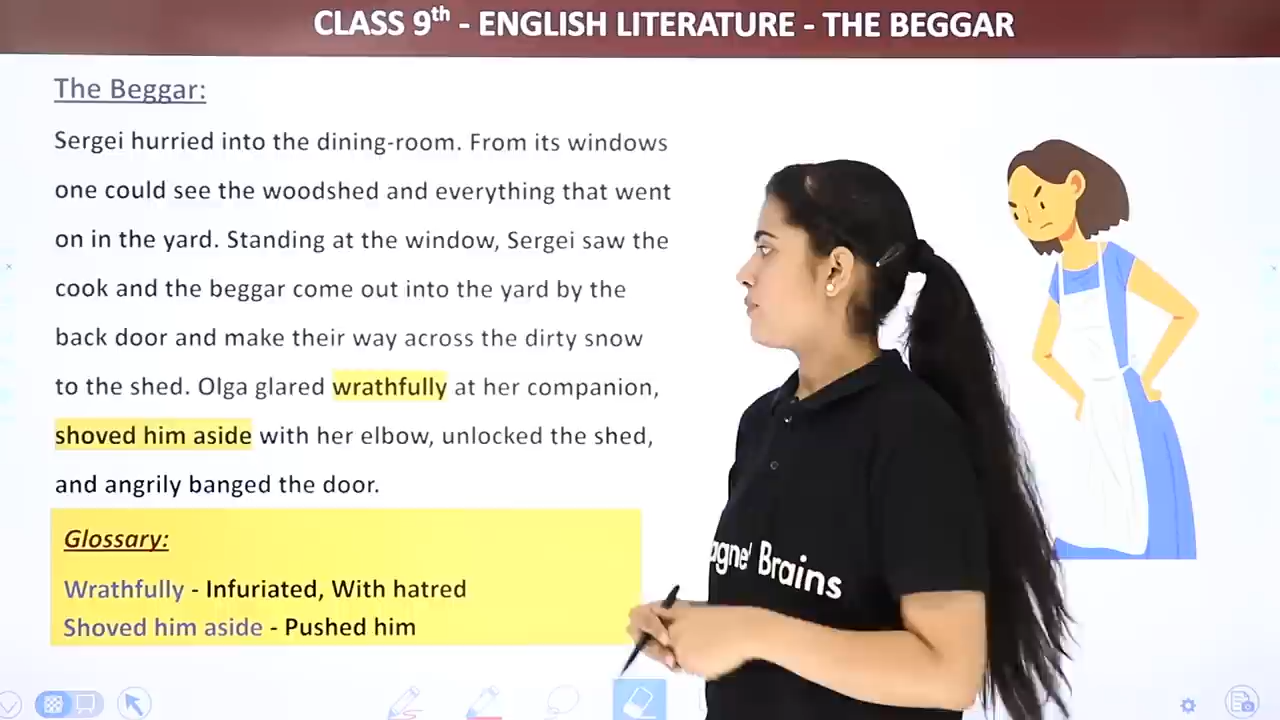 CLASS 9th - ENGLISH LITERATURE - THE BEGGAR
The Beggar:
Sergei hurried into the dining-room. From its windows
one could see the woodshed and everything that went
on in the yard. Standing at the window, Sergei saw the
cook and the beggar come out into the yard by the
back door and make their way across the dirty snow
to the shed. Olga glared wrathfully at her companion,
shoved him aside with her elbow, unlocked the shed,
and angrily banged the door.
Glossary:
Wrathfully - Infuriated, With hatred
Shoved him aside - Pushed him
agnet Brains